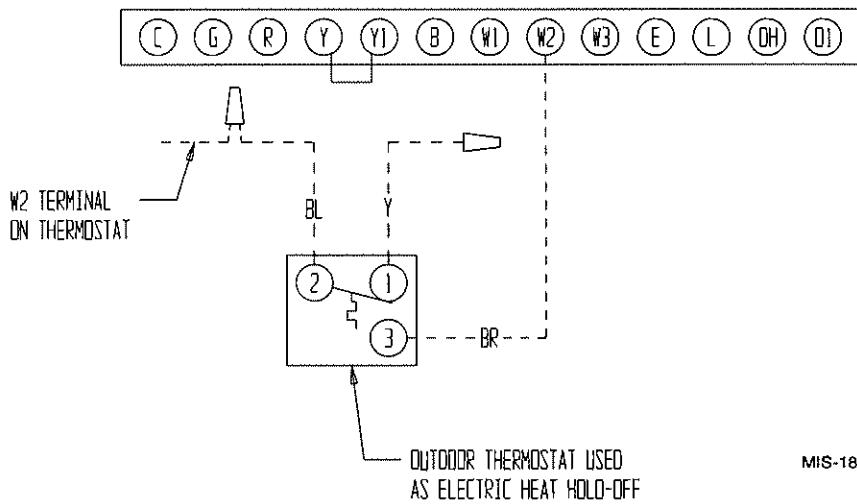 C G R Y Y1 B W1 W2 W3 E L OH O1
W2 TERMINAL
ON THERMOSTAT
BL
Y
2 1
3
BR
OUTDOOR THERMOSTAT USED
AS ELECTRIC HEAT HOLD-OFF
MIS-18